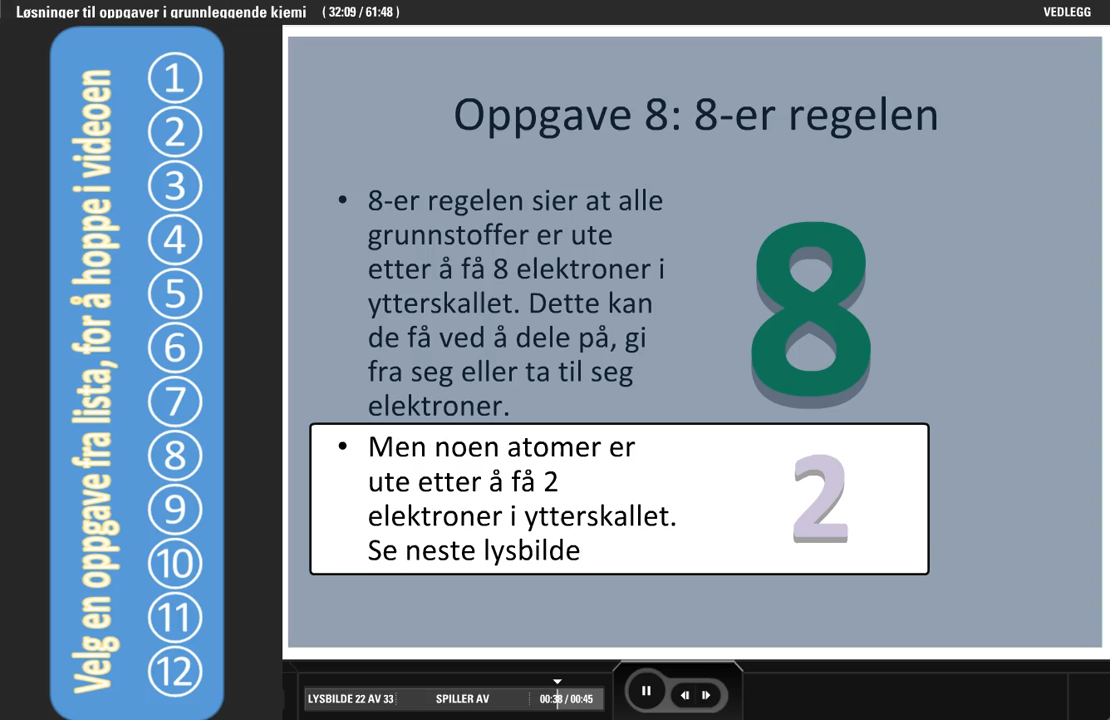 Løsninger til oppgaver i grunnleggende kjemi ( 32:09 / 61:48 )
VEDLEGG
Velg en oppgave fra lista, for å hoppe i videoen
1
2
3
4
5
6
7
8
9
10
11
12
Oppgave 8: 8-er regelen
• 8-er regelen sier at alle
grunnstoffer er ute
etter å få 8 elektroner i
ytterskallet. Dette kan
de få ved å dele på, gi
fra seg eller ta til seg
elektroner.
8
• Men noen atomer er
ute etter å få 2
elektroner i ytterskallet.
Se neste lysbilde
2
LYSBILDE 22 AV 33
SPILLER AV
00:38 / 00:45